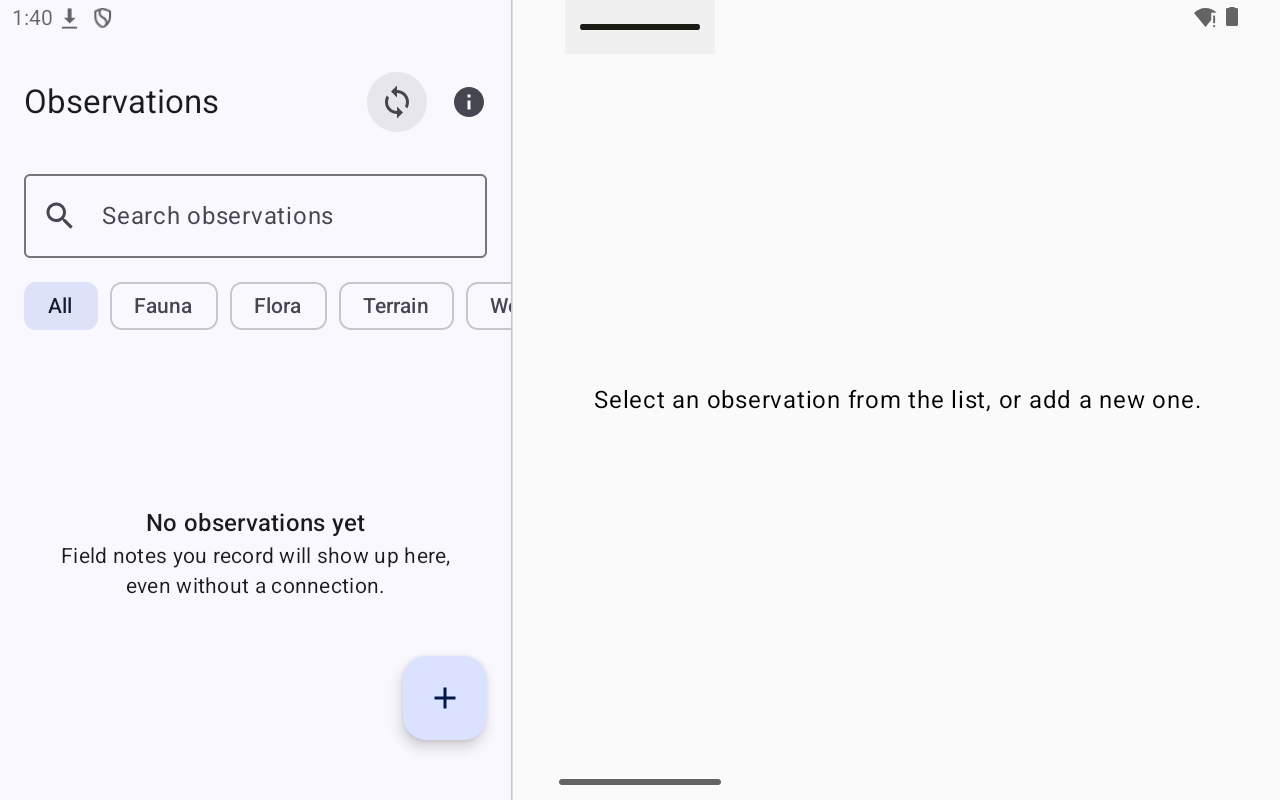 1:40
Observations
Search observations
All
Fauna
Flora
Terrain
No observations yet
Field notes you record will show up here,
even without a connection.
Select an observation from the list, or add a new one.